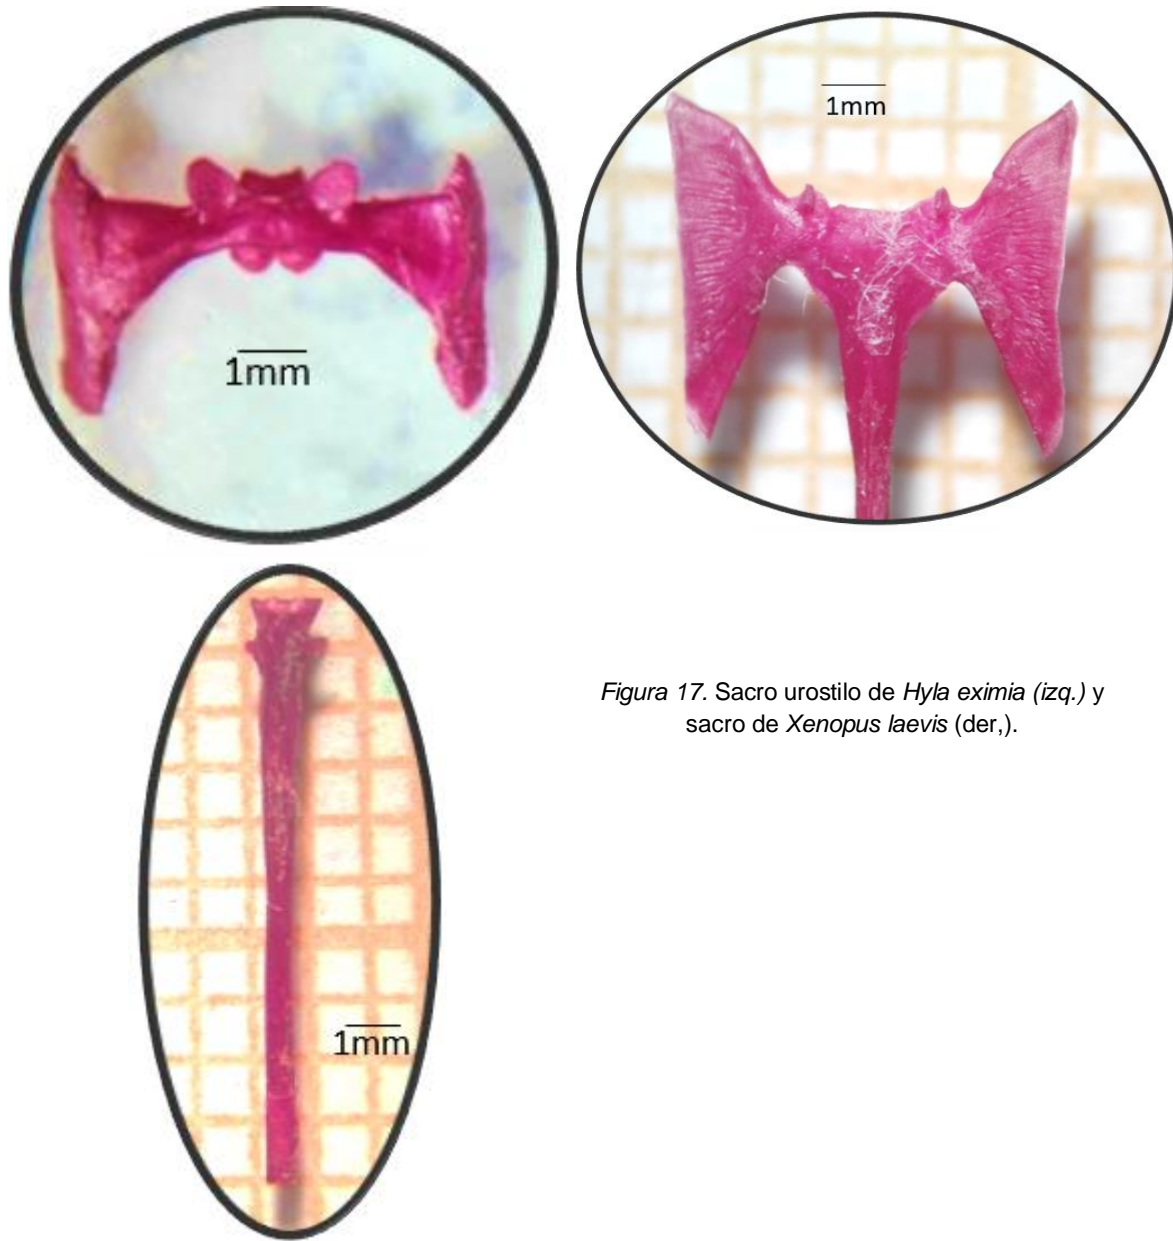 1mm
1mm
1mm
Figura 17. Sacro urostilo de Hyla eximia (izq.) y
sacro de Xenopus laevis (der,).